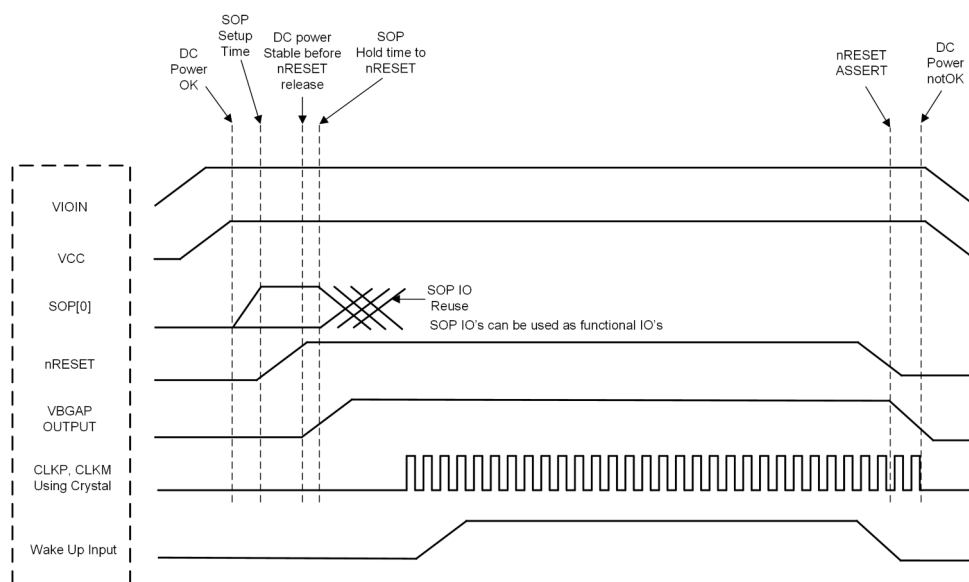 SOP
Setup
Time
DC
Power
OK
DC power
Stable before
nRESET
release
SOP
Hold time to
nRESET
nRESET
ASSERT
DC
Power
notOK
VIOIN
VCC
SOP[0]
SOP IO
Reuse
SOP IO's can be used as functional IO's
nRESET
VBGAP
OUTPUT
CLKP, CLKM
Using Crystal
Wake Up Input